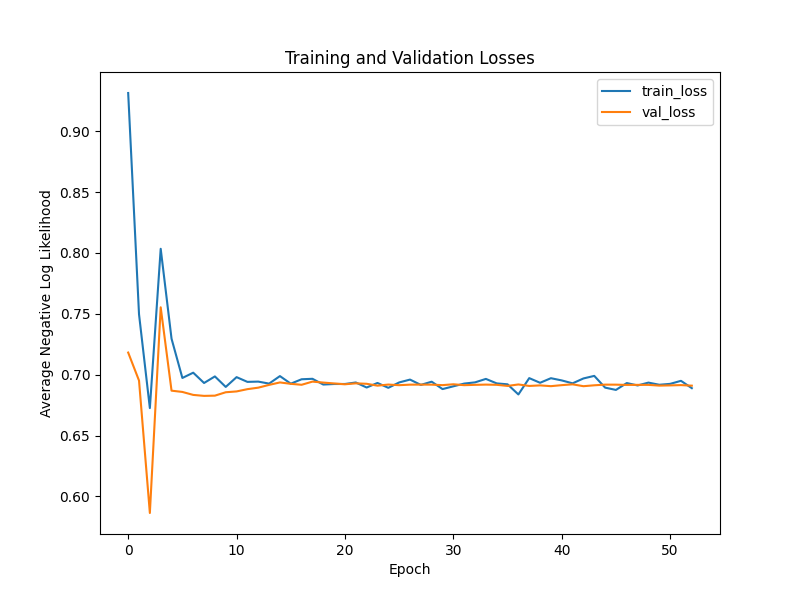 Training and Validation Losses
train_loss
val_loss
Average Negative Log Likelihood
0.90
0.85
0.80
0.75
0.70
0.65
0.60
0
10
20
30
40
50
Epoch